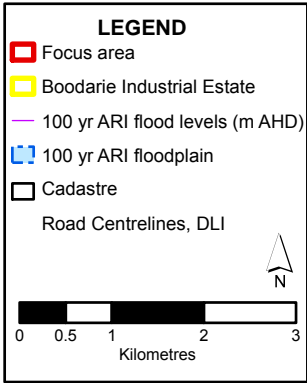 LEGEND
Focus area
Boodarie Industrial Estate
100 yr ARI flood levels (m AHD)
100 yr ARI floodplain
Cadastre
Road Centrelines, DLI
N
0 0.5 1 2 3
Kilometres